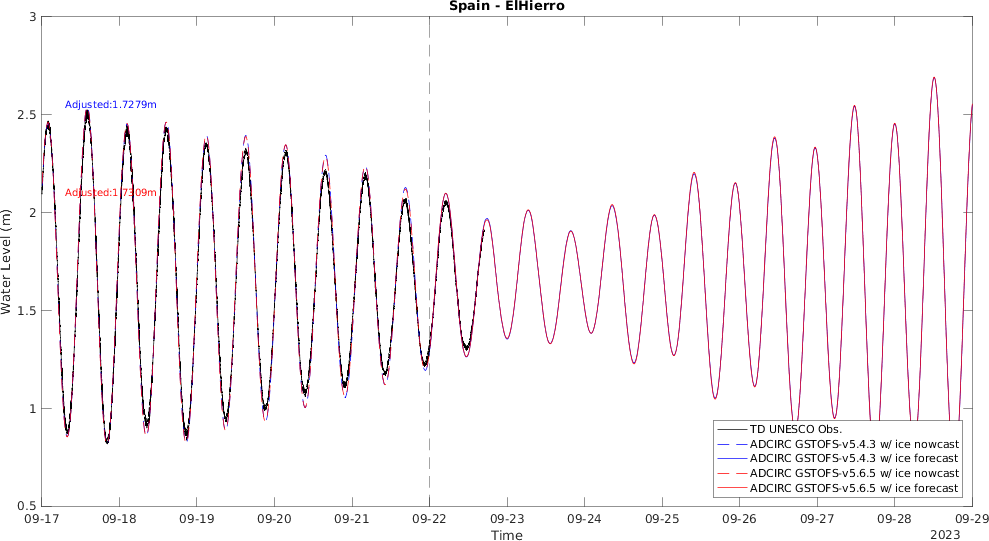 Spain - ElHierro
3
2.5
2
1.5
1
0.5
Water Level (m)
Adjusted:1.7279m
Adjusted:1.7309m
TD UNESCO Obs.
ADCIRC GSTOFS-v5.4.3 w/ ice nowcast
ADCIRC GSTOFS-v5.4.3 w/ ice forecast
ADCIRC GSTOFS-v5.6.5 w/ ice nowcast
ADCIRC GSTOFS-v5.6.5 w/ ice forecast
09-17 09-18 09-19 09-20 09-21 09-22 09-23 09-24 09-25 09-26 09-27 09-28 09-29
Time
2023